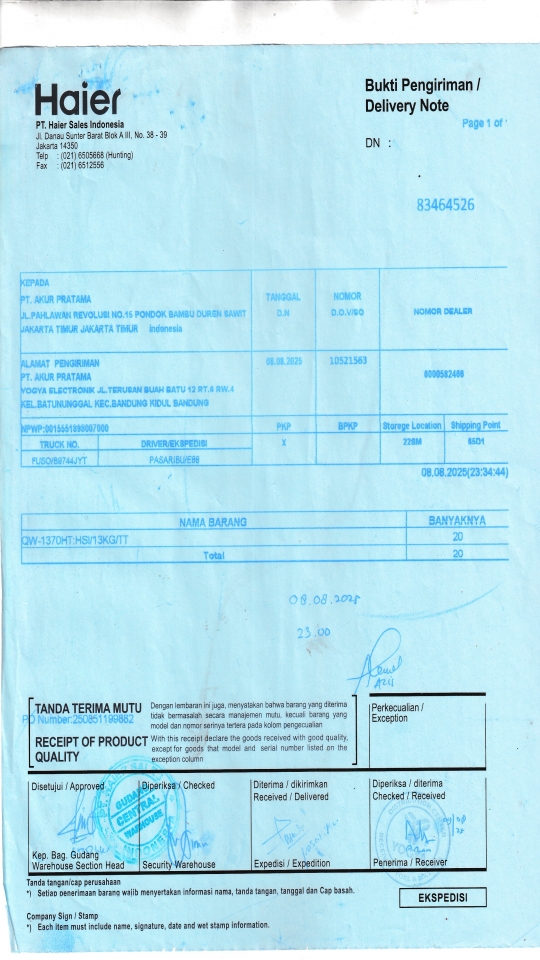 Haier
PT. Haier Sales Indonesia
Jl. Danau Sunter Barat Blok A III, No. 38 - 39
Jakarta 14350
Telp : (021) 6505668 (Hunting)
Fax : (021) 6512556
Bukti Pengiriman /
Delivery Note
Page 1 of
DN :
83464526
KEPADA
PT. AKUR PRATAMA
JL.PAHLAWAN REVOLUSI NO.15 PONDOK BAMBU DUREN SAWIT
JAKARTA TIMUR JAKARTA TIMUR Indonesia
TANGGAL
D.N
NOMOR
D.O.V/SO
NOMOR DEALER
ALAMAT PENGIRIMAN
PT. AKUR PRATAMA
YOGYA ELECTRONIK JL.TERUSAN BUAH BATU 12 RT.6 RW.4
KEL.BATUNUNGGAL KEC.BANDUNG KIDUL BANDUNG
08.08.2025
10521563
NPWP:
PKP
BPKP
Storege Location
Shipping Point
TRUCK NO.
DRIVER/EKSPEDISI
X
22SM
65D1
FUSO/B9744JYT
PASARIBU/E88
08.08.2025(23:34:44)
NAMA BARANG
BANYAKNYA
QW-1370HT:HSI/13KG/TT
20
Total
20
08.08.2025
23.00
TANDA TERIMA MUTU
Dengan lembaran ini juga, menyatakan bahwa barang yang diterima
tidak bermasalah secara manajemen mutu, kecuali barang yang
model dan nomor serinya tertera pada kolom pengecualian
PO Number:250851199882
RECEIPT OF PRODUCT
QUALITY
With this receipt declare the goods received with good quality,
except for goods that model and serial number listed on the
exception column
Perkecualian /
Exception
Disetujui / Approved
Diperiksa / Checked
Diterima / dikirimkan
Received / Delivered
Diperiksa / diterima
Checked / Received
GUDANG
CENTRAL
WAREHOUSE
Kep. Bag. Gudang
Warehouse Section Head
Security Warehouse
Expedisi / Expedition
Penerima / Receiver
Tanda tangan/cap perusahaan
*) Setiap penerimaan barang wajib menyertakan informasi nama, tanda tangan, tanggal dan Cap basah.
EKSPEDISI
Company Sign / Stamp
*) Each item must include name, signature, date and wet stamp information.